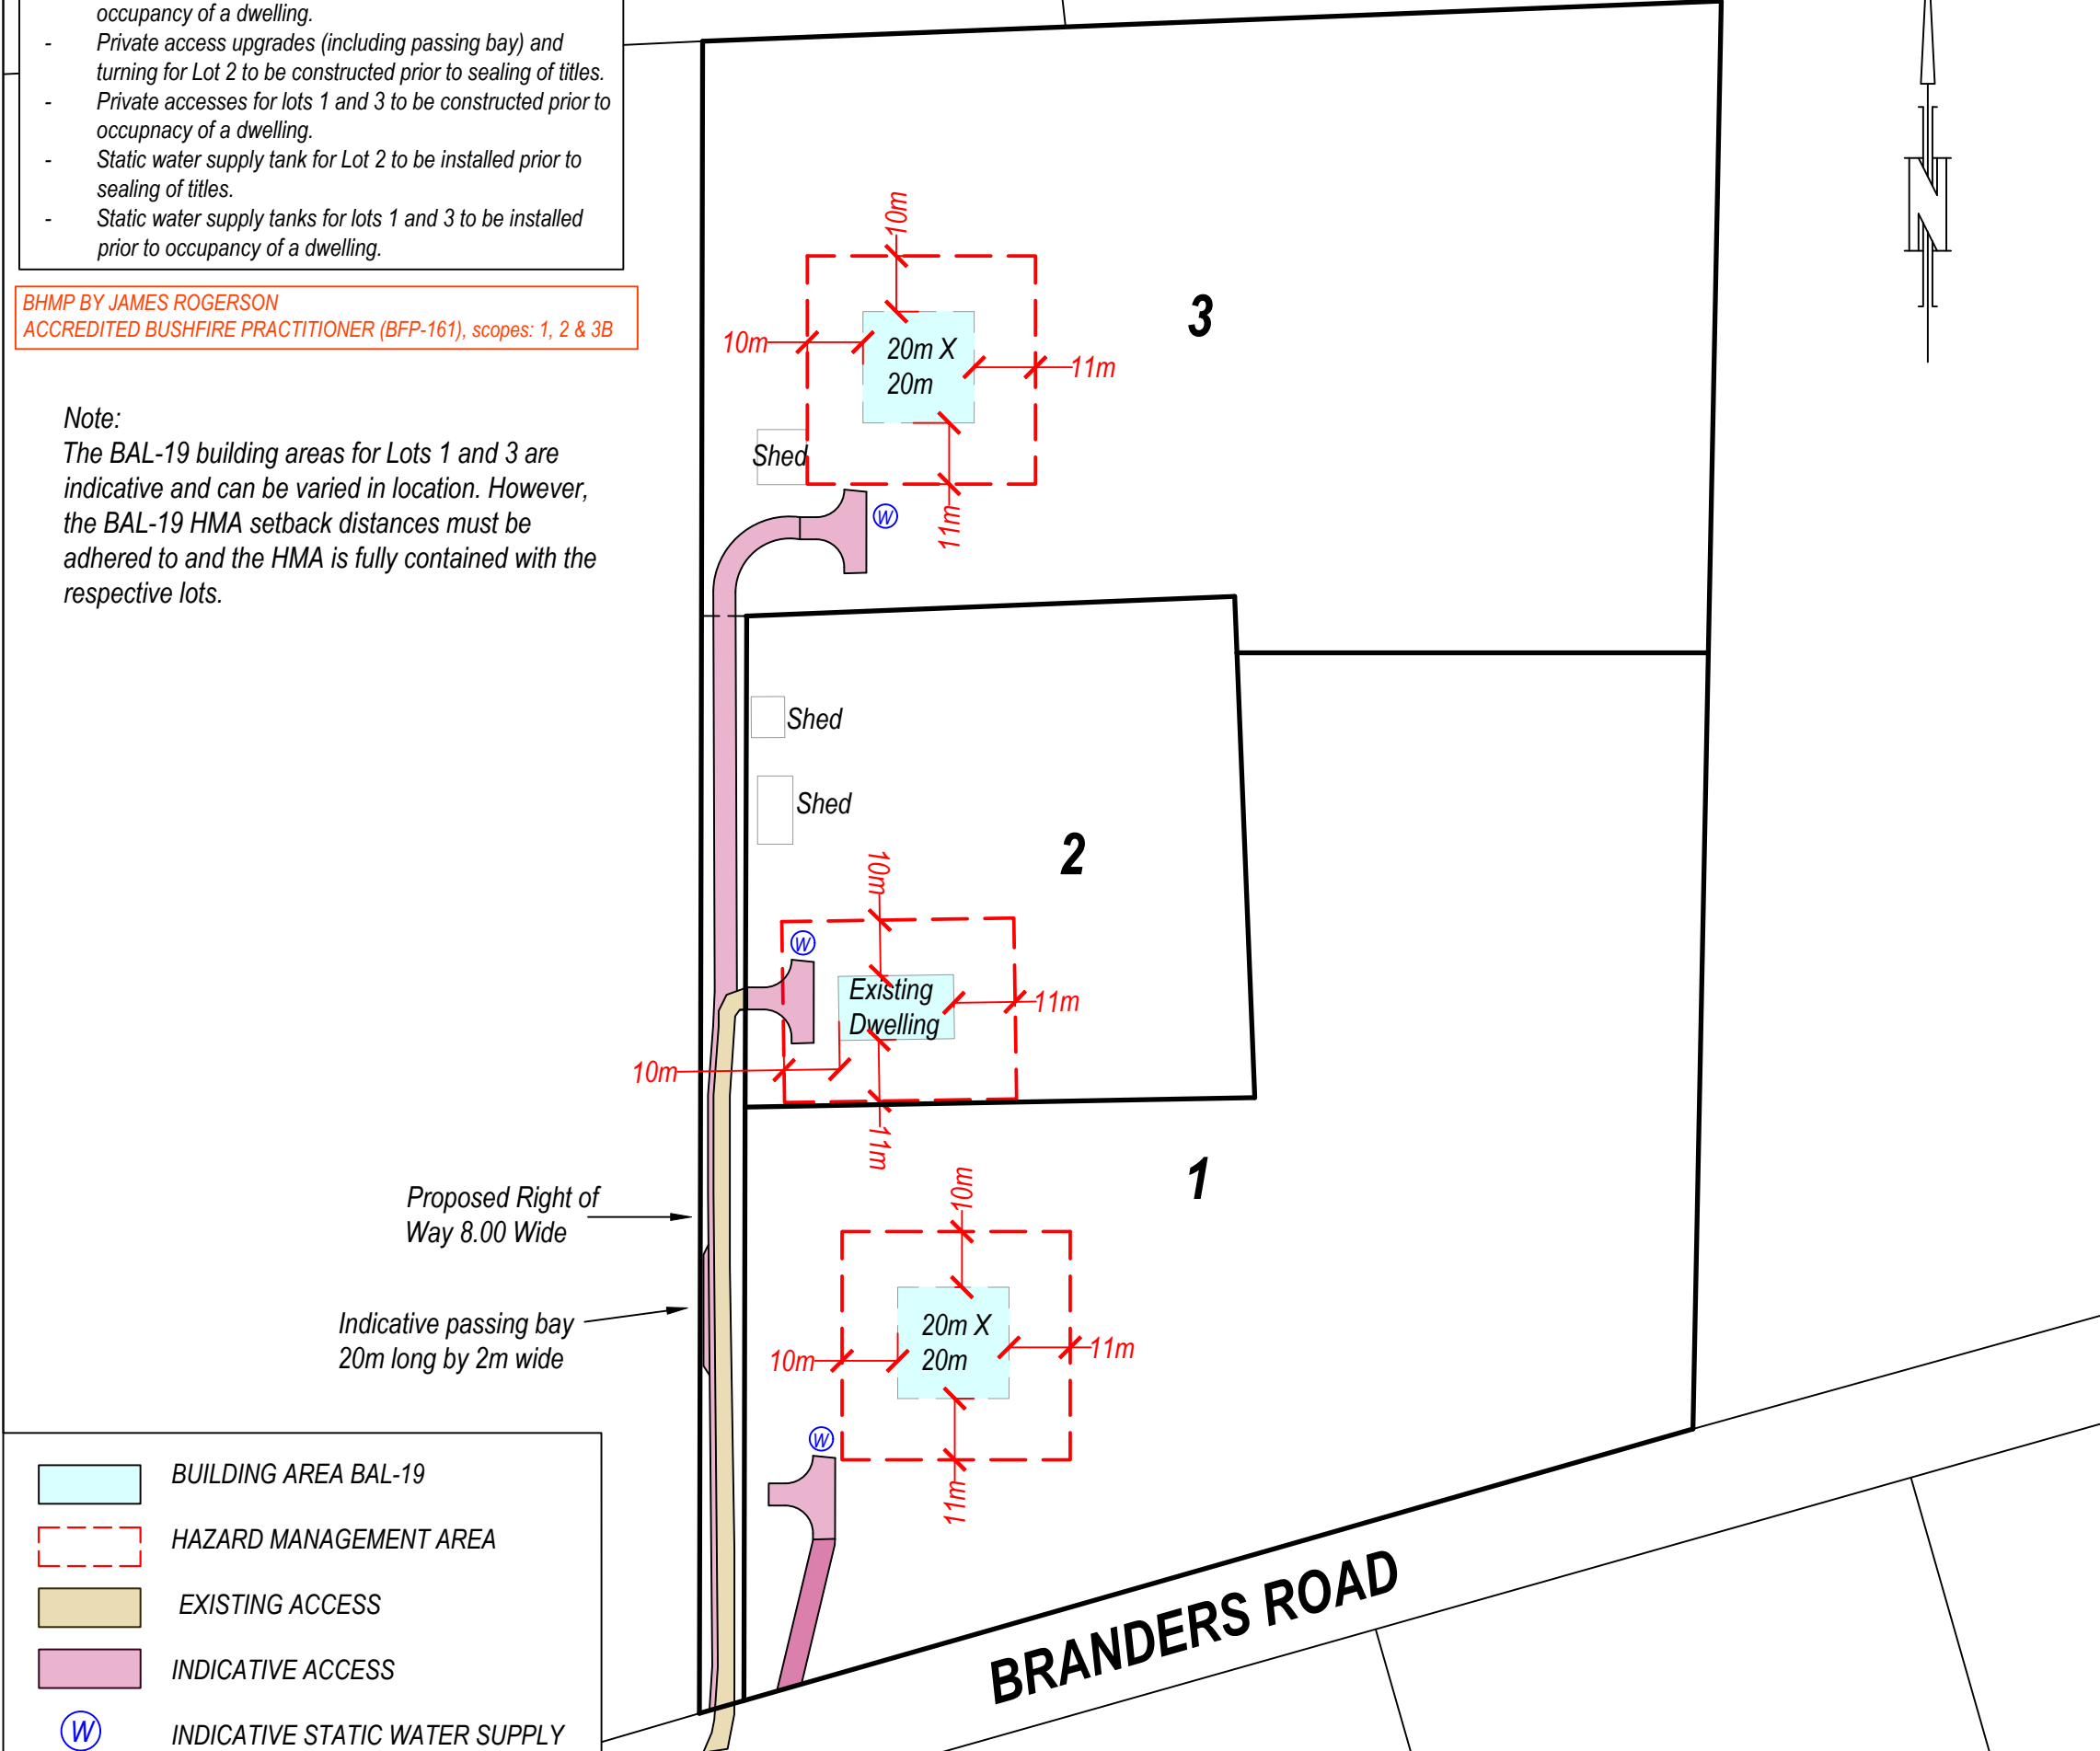 occupancy of a dwelling.
- Private access upgrades (including passing bay) and
turning for Lot 2 to be constructed prior to sealing of titles.
- Private accesses for lots 1 and 3 to be constructed prior to
occupnacy of a dwelling.
- Static water supply tank for Lot 2 to be installed prior to
sealing of titles.
- Static water supply tanks for lots 1 and 3 to be installed
prior to occupancy of a dwelling.
BHMP BY JAMES ROGERSON
ACCREDITED BUSHFIRE PRACTITIONER (BFP-161), scopes: 1, 2 & 3B
Note:
The BAL-19 building areas for Lots 1 and 3 are
indicative and can be varied in location. However,
the BAL-19 HMA setback distances must be
adhered to and the HMA is fully contained with the
respective lots.
N
10m
3
10m
20m X
20m
11m
Shed
W
11m
Shed
Shed
2
10m
W
Existing
Dwelling
11m
10m
11m
1
Proposed Right of
Way 8.00 Wide
10m
Indicative passing bay
20m long by 2m wide
20m X
20m
10m
11m
W
11m
BRANDERS ROAD
BUILDING AREA BAL-19
HAZARD MANAGEMENT AREA
EXISTING ACCESS
INDICATIVE ACCESS
W INDICATIVE STATIC WATER SUPPLY